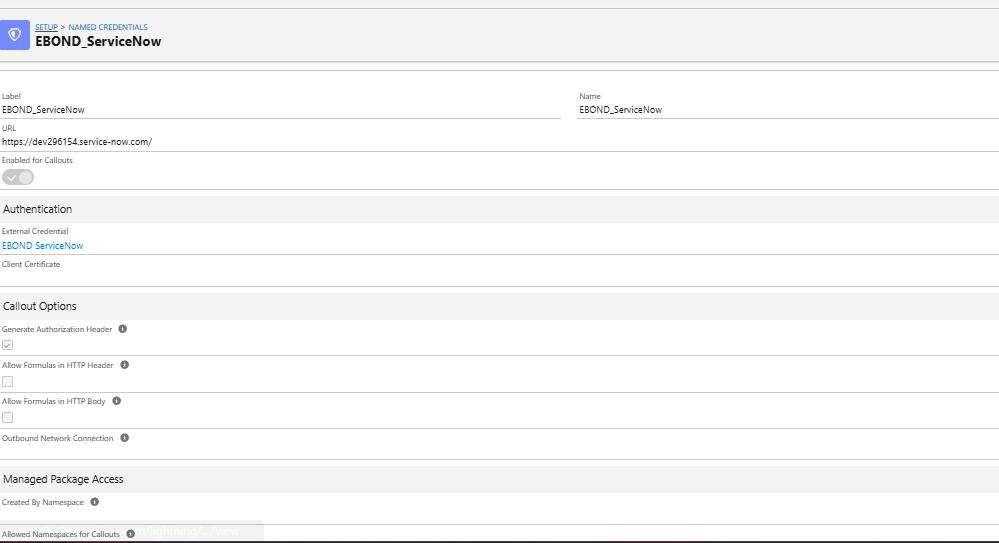 SETUP > NAMED CREDENTIALS
EBOND_ServiceNow
Label
EBOND_ServiceNow
Name
EBOND_ServiceNow
URL
https://dev296154.service-now.com/
Enabled for Callouts
Authentication
External Credential
EBOND ServiceNow
Client Certificate
Callout Options
Generate Authorization Header
Allow Formulas in HTTP Header
Allow Formulas in HTTP Body
Outbound Network Connection
Managed Package Access
Created By Namespace
Allowed Namespaces for Callouts